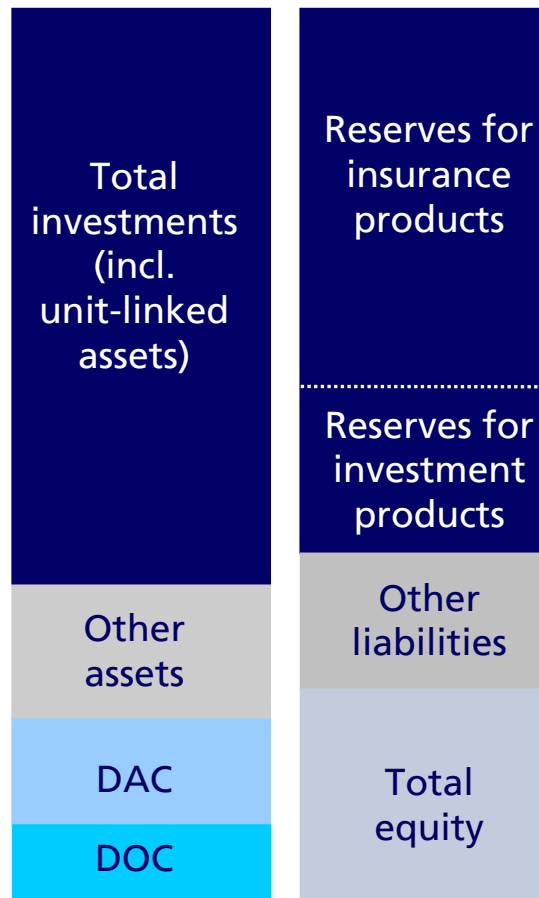 Total
investments
(incl.
unit-linked
assets)
Other
assets
DAC
DOC
Reserves for
insurance
products
Reserves for
investment
products
Other
liabilities
Total
equity